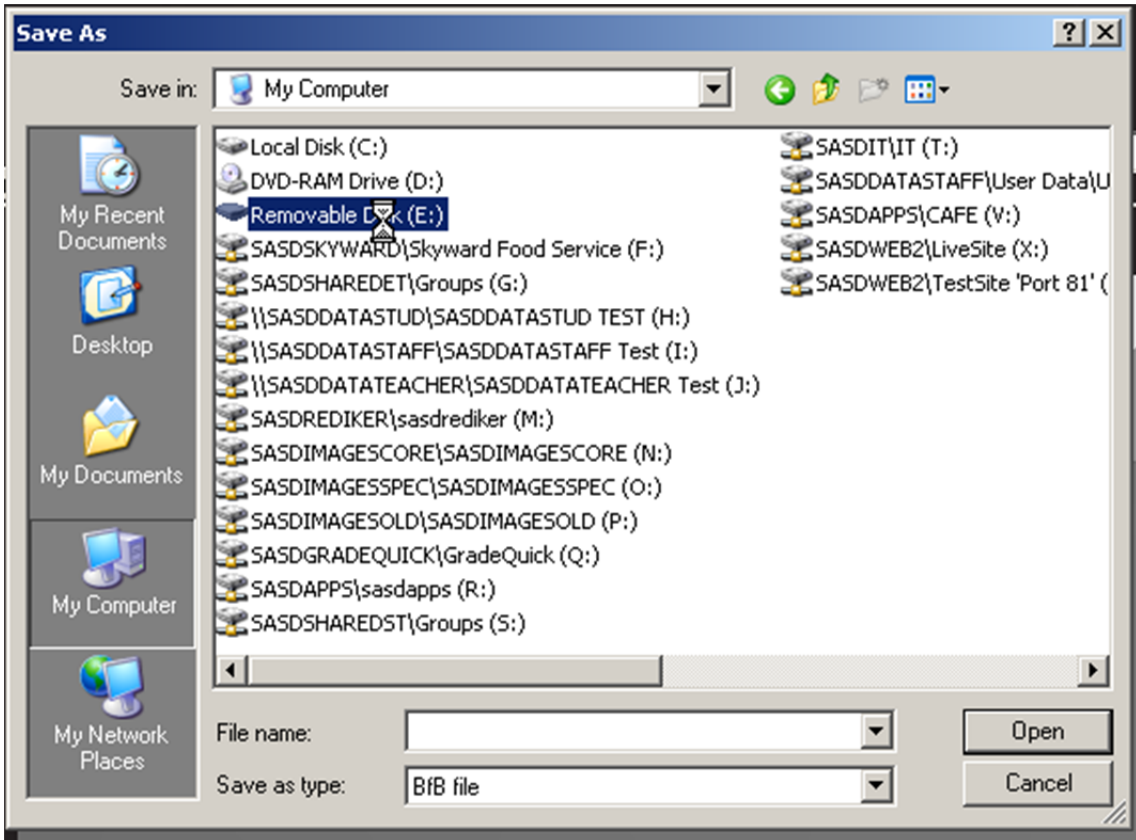 Save As
Save in:
My Computer
My Recent
Documents
Desktop
My Documents
My Computer
My Network
Places
Local Disk (C:)
DVD-RAM Drive (D:)
Removable (E:)
SASDSKYWARD\Skyward Food Service (F:)
SASDSHAREDET\Groups (G:)
\\SASDDATASTUD\SASDDATASTUD TEST (H:)
\\SASDDATASTAFF\SASDDATASTAFF Test (I:)
\\SASDDATATEACHER\SASDDATATEACHER Test (J:)
SASDREDIKER\sasdrediker (M:)
SASDIMAGESCORE\SASDIMAGESCORE (N:)
SASDIMAGESSPEC\SASDIMAGESSPEC (O:)
SASDIMAGESOLD\SASDIMAGESOLD (P:)
SASDGRADEQUICK\GradeQuick (Q:)
SASDAPPS\sasdapps (R:)
SASDSHAREDST\Groups (S:)
SASDIT\IT (T:)
SASDDATASTAFF\User Data\U
SASDAPPS\CAFE (V:)
SASDWEB2\LiveSite (X:)
SASDWEB2\TestSite 'Port 81' (
File name:
Open
Save as type:
BfB file
Cancel